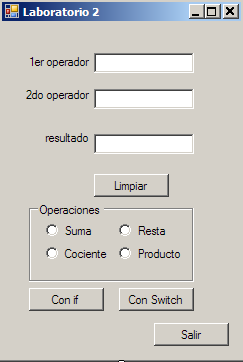 Laboratorio 2
1er operador
2do operador
resultado
Limpiar
Operaciones
Suma Resta
Cociente Producto
Con if Con Switch
Salir